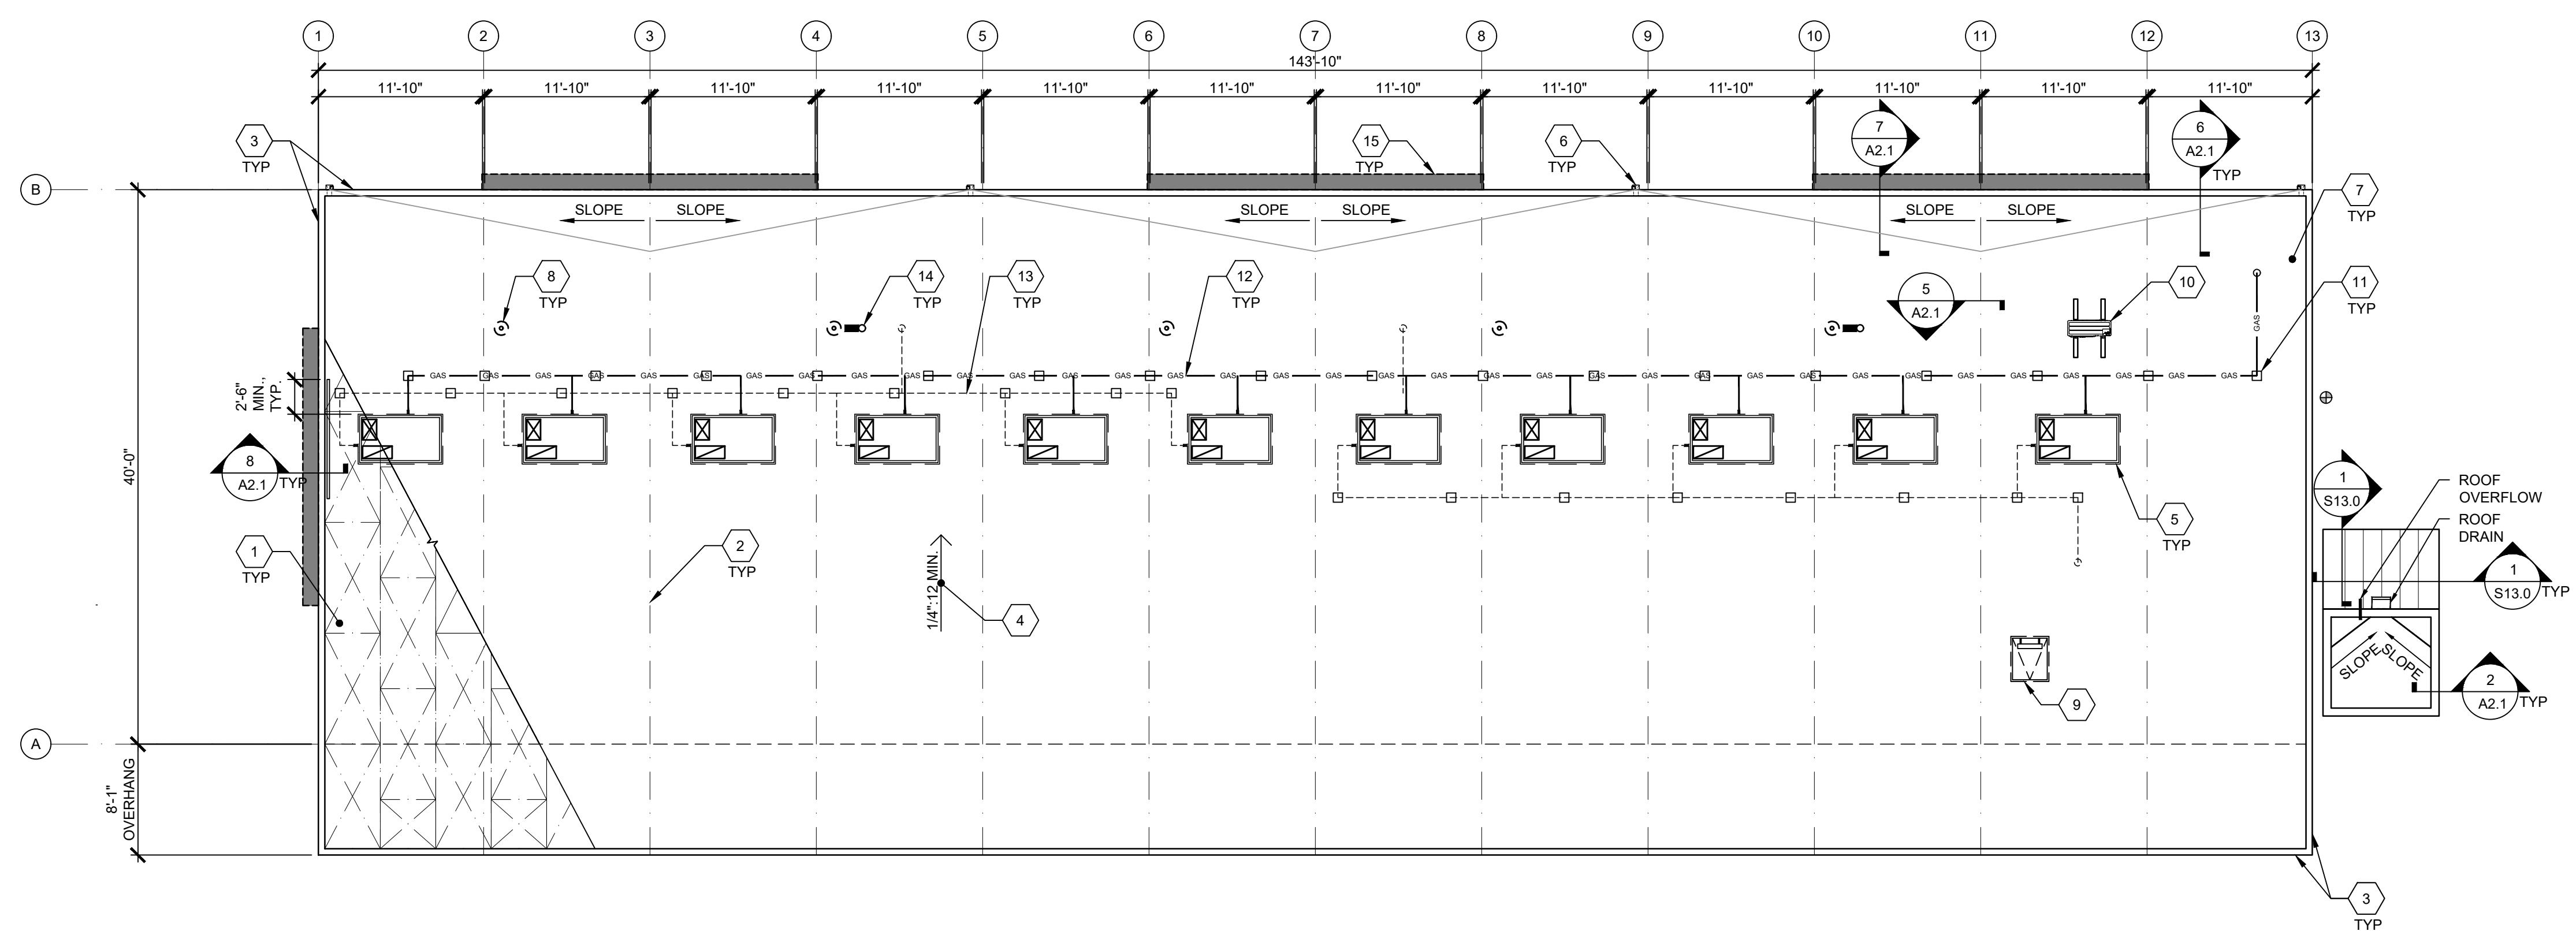 1 2 3 4 5 6 7 8 9 10 11 12 13
143'-10"
11'-10" 11'-10" 11'-10" 11'-10" 11'-10" 11'-10" 11'-10" 11'-10" 11'-10" 11'-10" 11'-10" 11'-10"
3
TYP
15
TYP
6
TYP
7
A2.1
6
A2.1
TYP
B
7
TYP
SLOPE SLOPE SLOPE SLOPE SLOPE SLOPE
8
TYP
14
TYP
13
TYP
12
TYP
5
A2.1
10
11
TYP
GAS
GAS GAS GAS GAS GAS GAS GAS GAS GAS GAS GAS GAS GAS GAS GAS GAS GAS GAS GAS GAS GAS GAS GAS GAS GAS GAS GAS GAS GAS GAS GAS GAS GAS GAS
2'-6"
MIN.,
TYP.
8
A2.1
TYP
40'-0"
1
S13.0
ROOF
OVERFLOW
ROOF
DRAIN
5
TYP
1
TYP
2
TYP
1/4":12 MIN.
4
1
S13.0
TYP
SLOPE
SLOPE
9
2
A2.1
TYP
A
8'-1"
OVERHANG
3
TYP